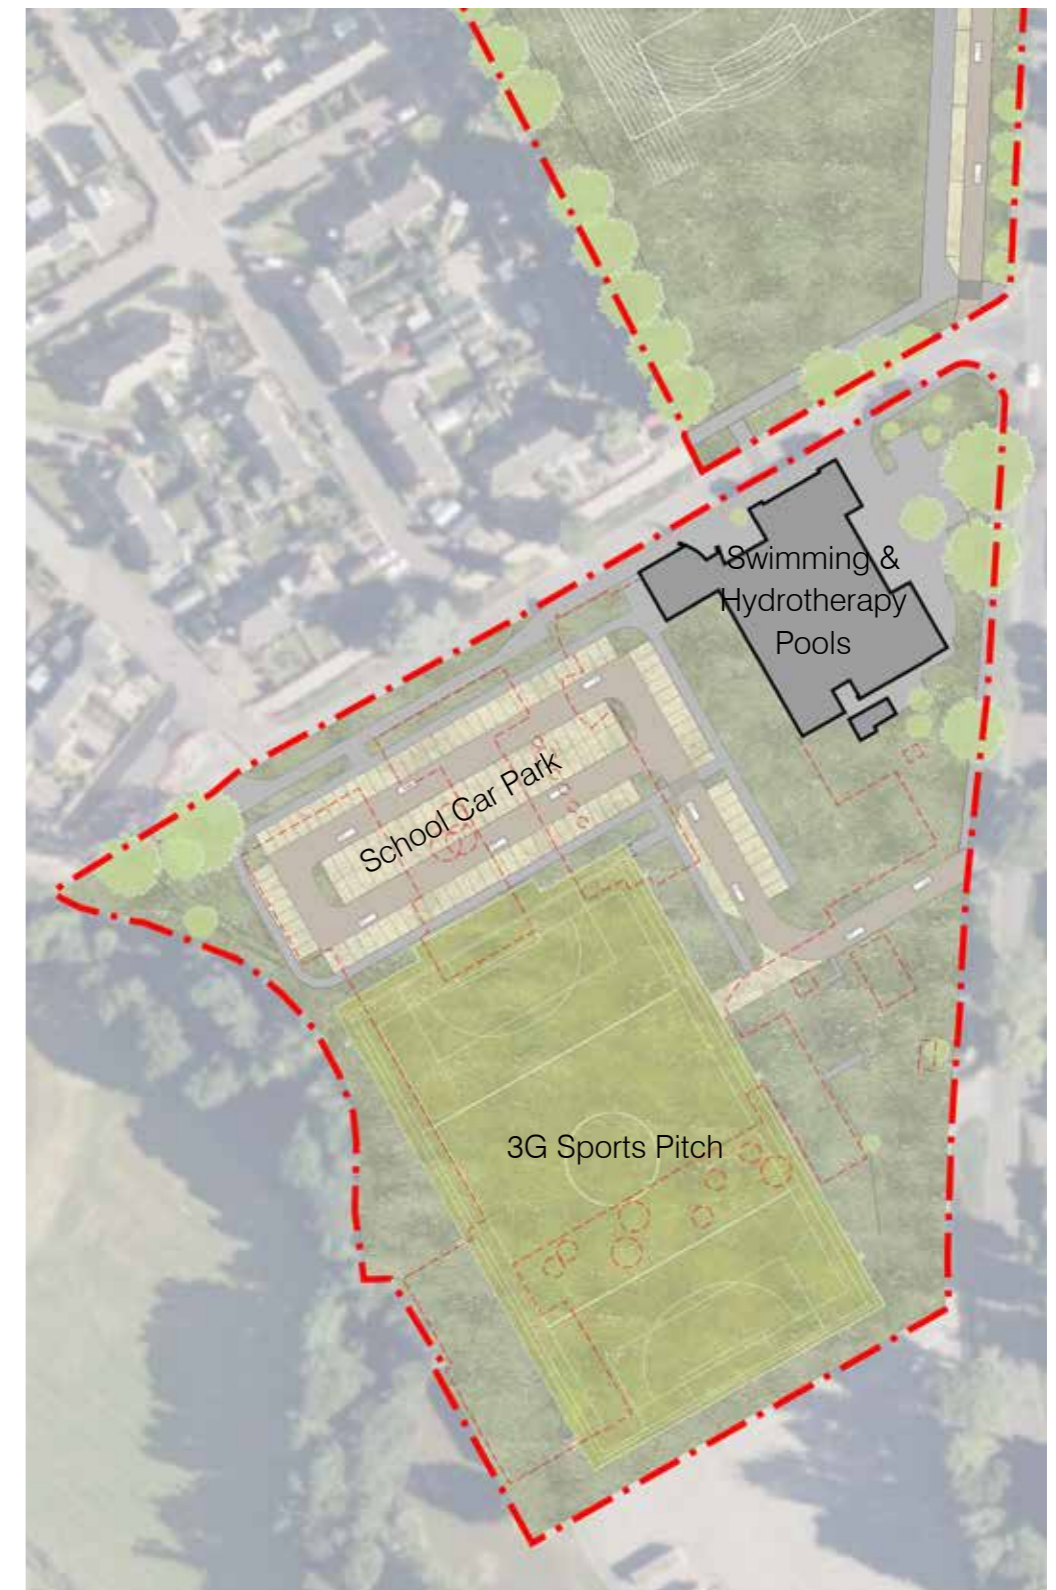 Swimming &
Hydrotherapy
Pools
School Car Park
3G Sports Pitch